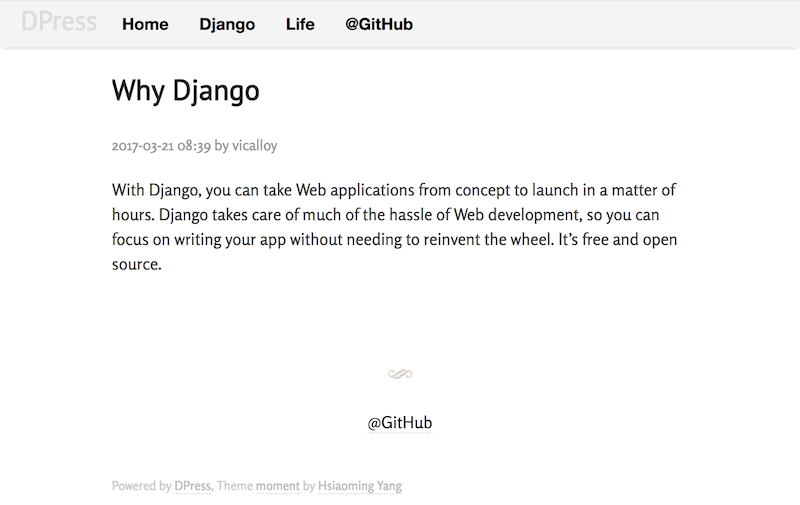 DPress Home Django Life @GitHub
Why Django
2017-03-21 08:39 by vicalloy
With Django, you can take Web applications from concept to launch in a matter of
hours. Django takes care of much of the hassle of Web development, so you can
focus on writing your app without needing to reinvent the wheel. It’s free and open
source.
@GitHub
Powered by DPress, Theme moment by Hsiaoming Yang